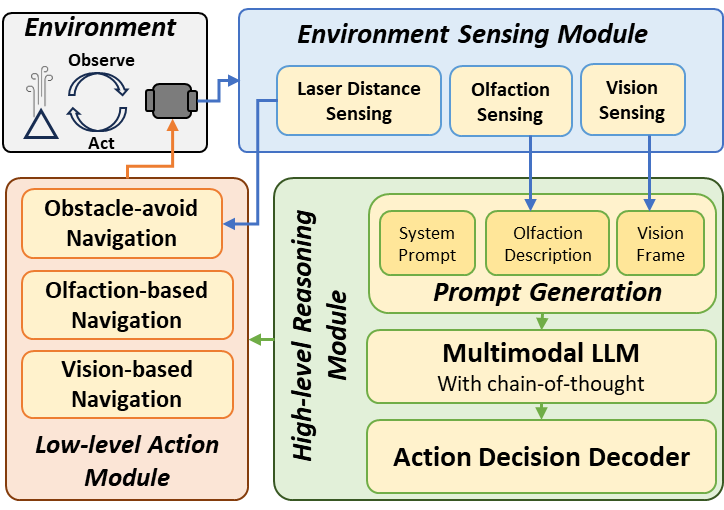 Environment
Observe
Act
Environment Sensing Module
Laser Distance
Sensing
Olfaction
Sensing
Vision
Sensing
Obstacle-avoid
Navigation
Olfaction-based
Navigation
Vision-based
Navigation
Low-level Action
Module
High-level Reasoning
Module
System
Prompt
Olfaction
Description
Vision
Frame
Prompt Generation
Multimodal LLM
With chain-of-thought
Action Decision Decoder